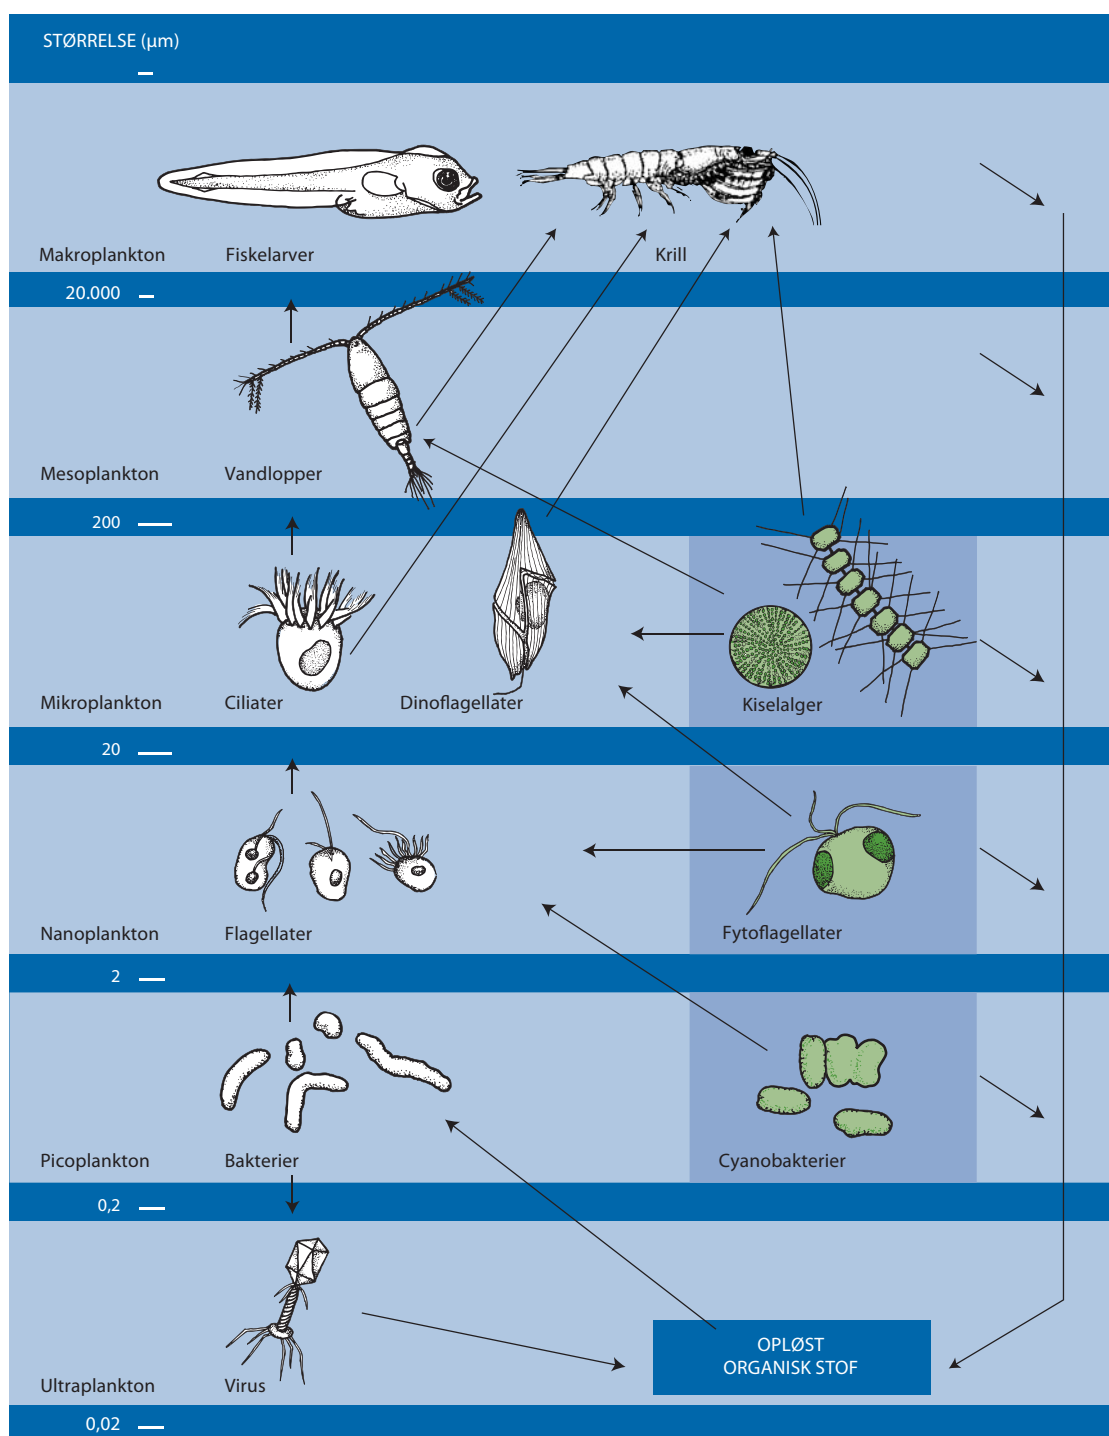 STØRRELSE (µm)
Makroplankton Fiskelarver Krill
20.000
Mesoplankton Vandlopper
200
Mikroplankton Ciliater Dinoflagellater Kiselalger
20
Nanoplankton Flagellater Fytoflagellater
2
Picoplankton Bakterier Cyanobakterier
0,2
OPLØST
ORGANISK STOF
Ultraplankton Virus
0,02